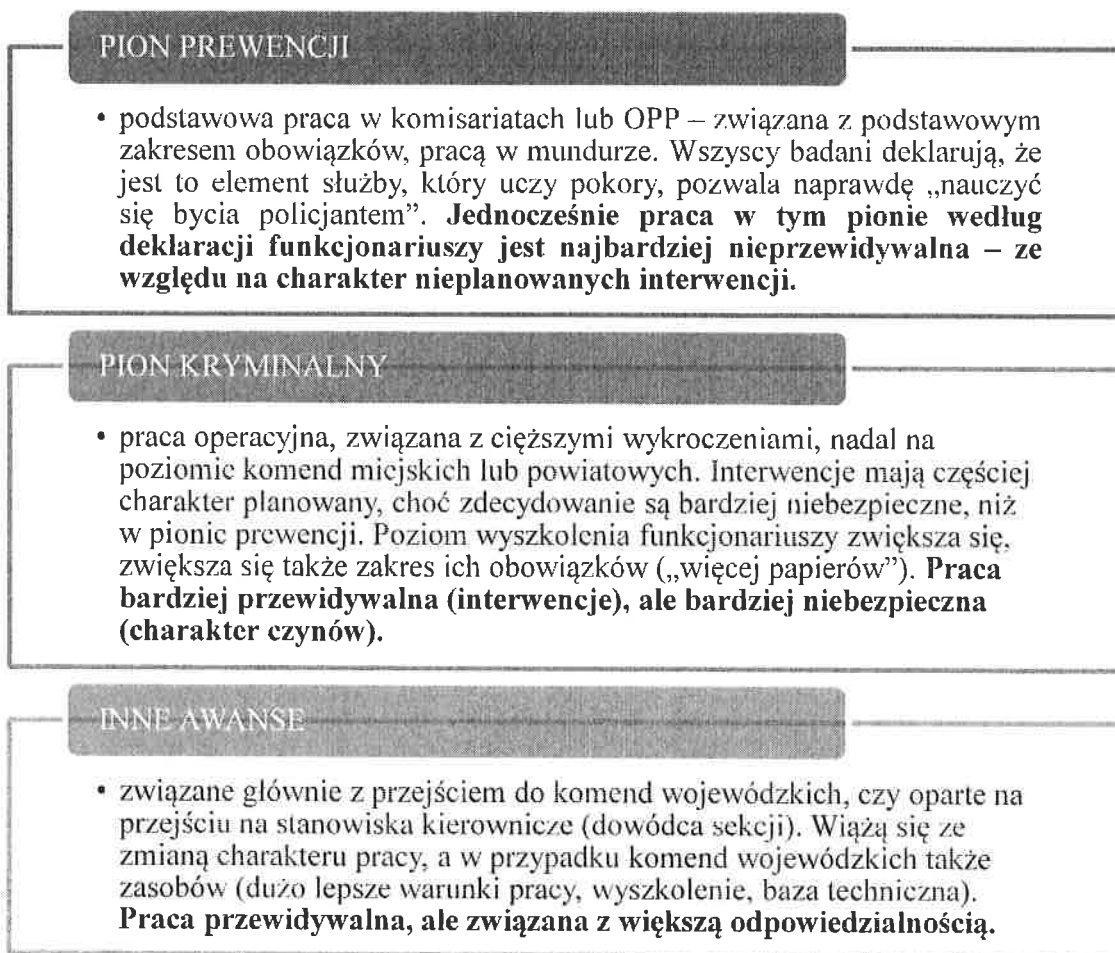 PION PREWENCJI
• podstawowa praca w komisariatach lub OPP – związana z podstawowym
zakresem obowiązków, pracą w mundurze. Wszyscy badani deklarują, że
jest to element służby, który uczy pokory, pozwala naprawdę „nauczyć
się bycia policjantem”. Jednocześnie praca w tym pionie według
deklaracji funkcjonariuszy jest najbardziej nieprzewidywalna – ze
względu na charakter nieplanowanych interwencji.
PION KRYMINALNY
• praca operacyjna, związana z cięższymi wykroczeniami, nadal na
poziomie komend miejskich lub powiatowych. Interwencje mają częściej
charakter planowany, choć zdecydowanie są bardziej niebezpieczne, niż
w pionie prewencji. Poziom wyszkolenia funkcjonariuszy zwiększa się,
zwiększa się także zakres ich obowiązków („więcej papierów”). Praca
bardziej przewidywalna (interwencje), ale bardziej niebezpieczna
(charakter czynów).
INNE AWANSE
• związane głównie z przejściem do komend wojewódzkich, czy oparte na
przejściu na stanowiska kierownicze (dowódca sekcji). Wiążą się ze
zmianą charakteru pracy, a w przypadku komend wojewódzkich także
zasobów (dużo lepsze warunki pracy, wyszkolenie, baza techniczna).
Praca przewidywalna, ale związana z większą odpowiedzialnością.